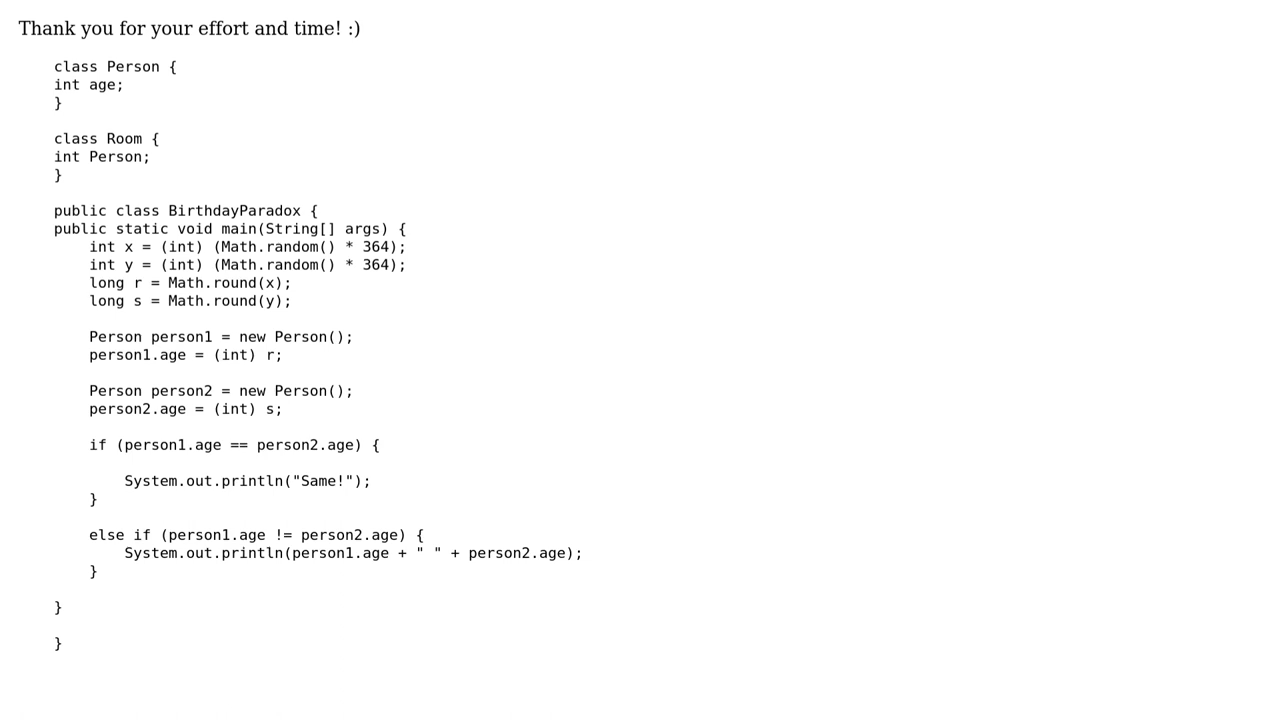 Thank you for your effort and time! :)
class Person {
int age;
}
class Room {
int Person;
}
public class BirthdayParadox {
public static void main(String[] args) {
    int x = (int) (Math.random() * 364);
    int y = (int) (Math.random() * 364);
    long r = Math.round(x);
    long s = Math.round(y);
    Person person1 = new Person();
    person1.age = (int) r;
    Person person2 = new Person();
    person2.age = (int) s;
    if (person1.age == person2.age) {
        System.out.println("Same!");
    }
    else if (person1.age != person2.age) {
        System.out.println(person1.age + " " + person2.age);
    }
}
}